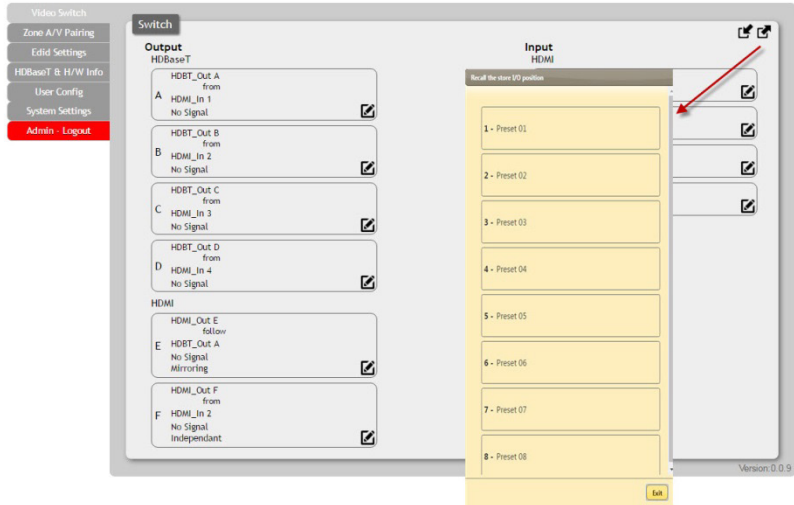 Video Switch
Zone A/V Pairing
Edid Settings
HDBaseT & H/W Info
User Config
System Settings
Admin - Logout
Switch
Output
HDBaseT
HDBT_Out A
from
A
HDMI_In 1
No Signal
HDBT_Out B
from
B
HDMI_In 2
No Signal
HDBT_Out C
from
C
HDMI_In 3
No Signal
HDBT_Out D
from
D
HDMI_In 4
No Signal
HDMI
HDMI_Out E
follow
E
HDBT_Out A
No Signal
Mirroring
HDMI_Out F
from
F
HDMI_In 2
No Signal
Independant
Input
HDMI
Recall the store I/O position
1 - Preset 01
2 - Preset 02
3 - Preset 03
4 - Preset 04
5 - Preset 05
6 - Preset 06
7 - Preset 07
8 - Preset 08
Exit
Version:0.0.9